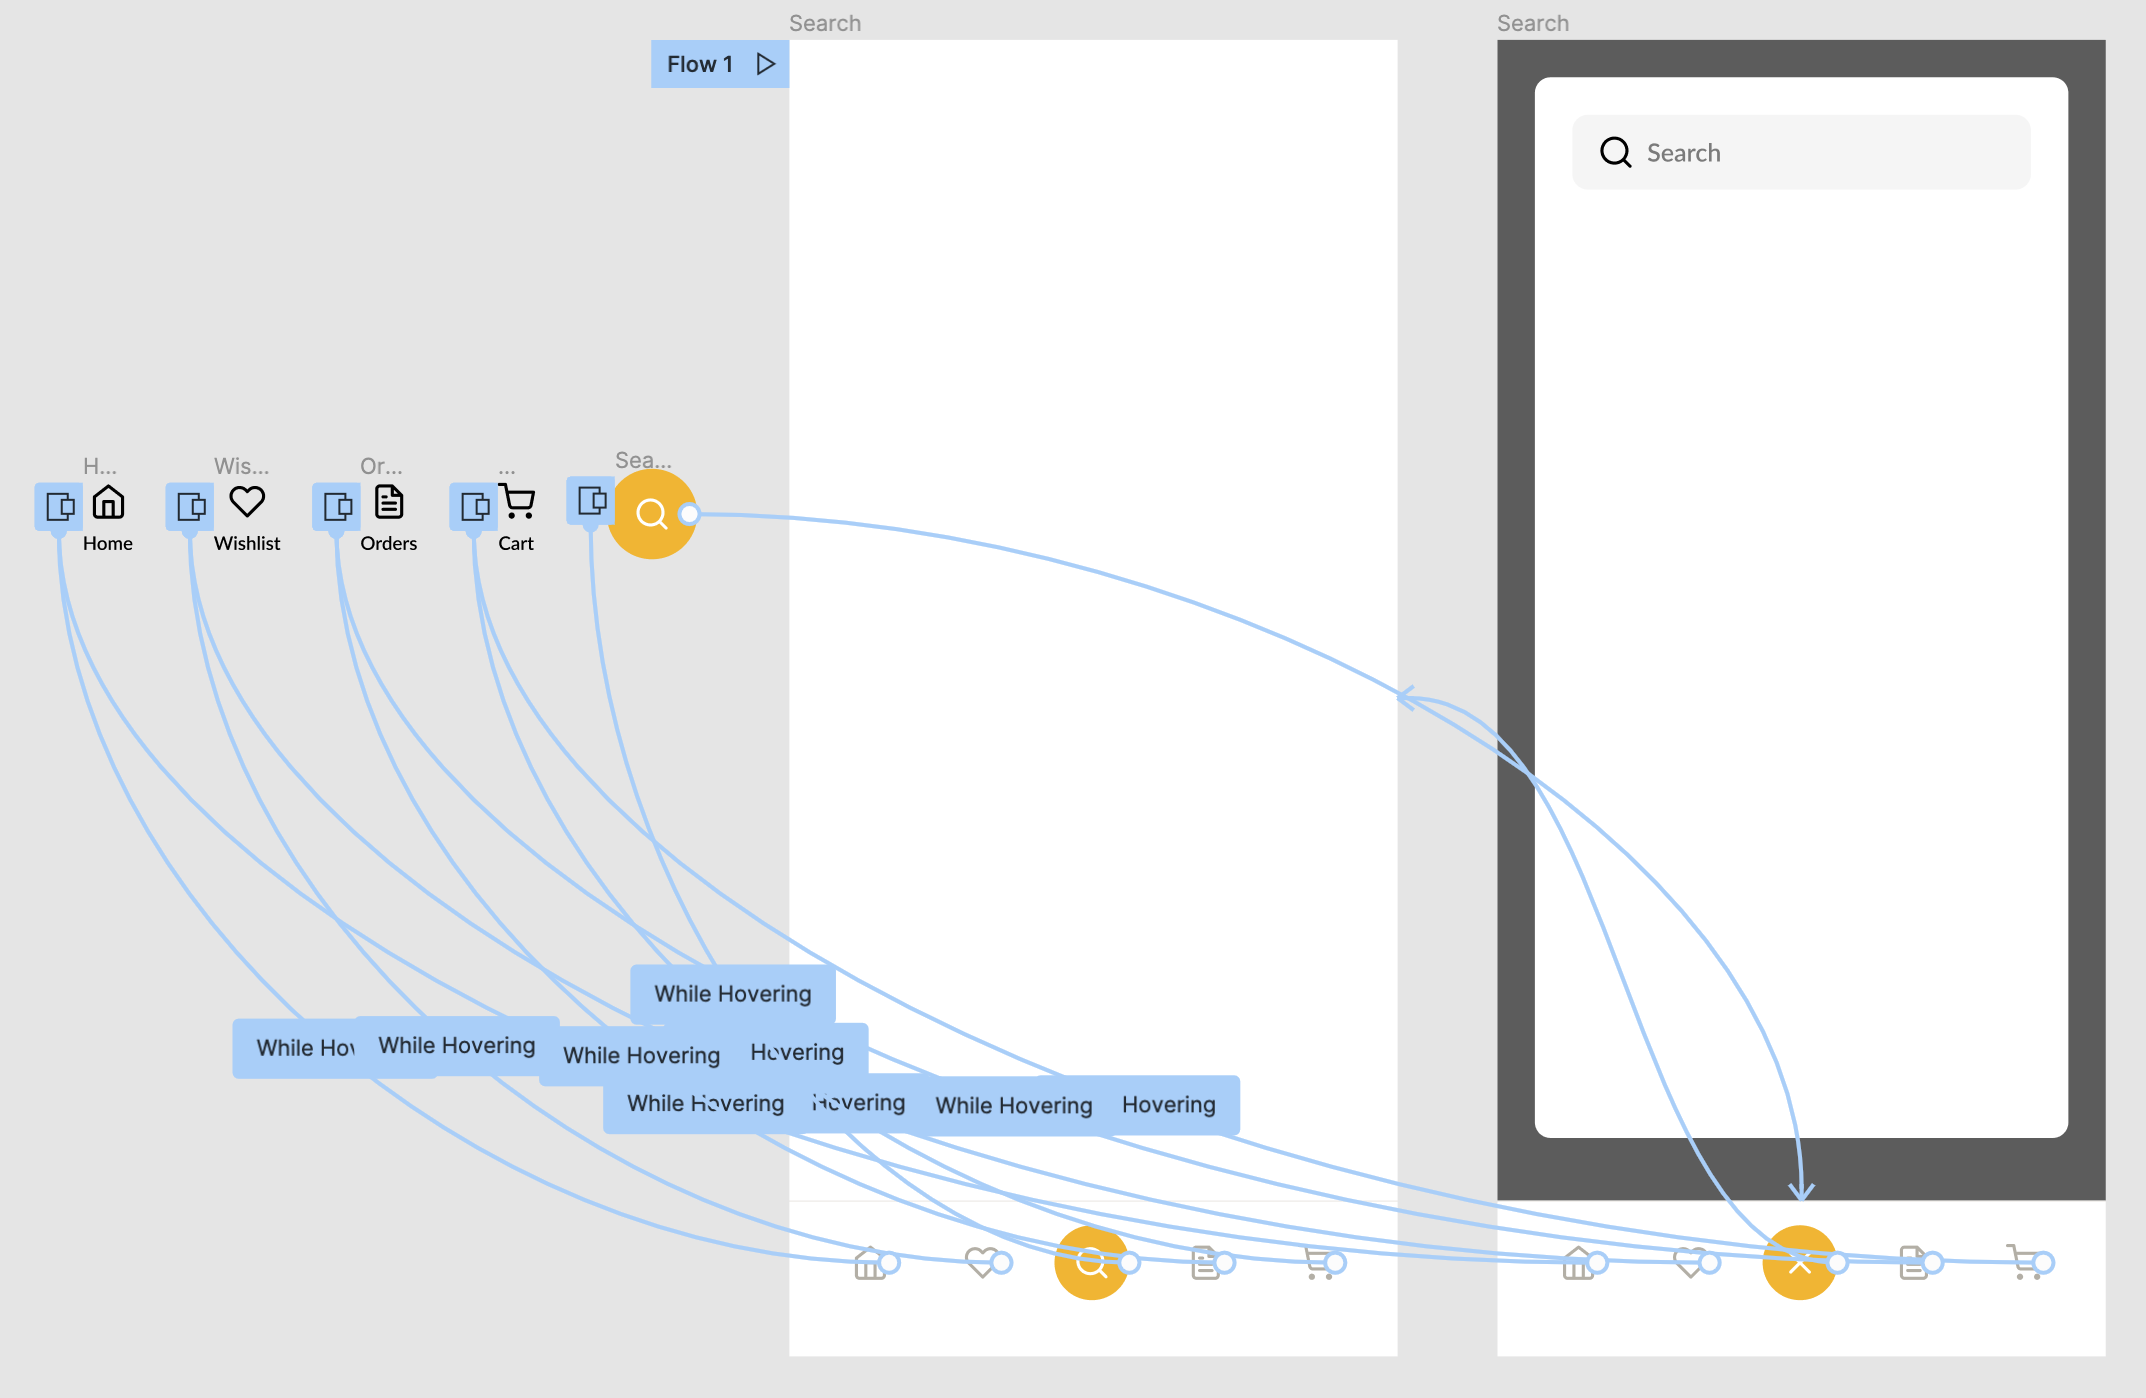 Search
Search
Flow 1
Search
H...
Wis...
Or...
...
Sea...
Home
Wishlist
Orders
Cart
While Hovering
While Hov
While Hovering
While Hovering
Hovering
While Hovering
Hovering
While Hovering
Hovering